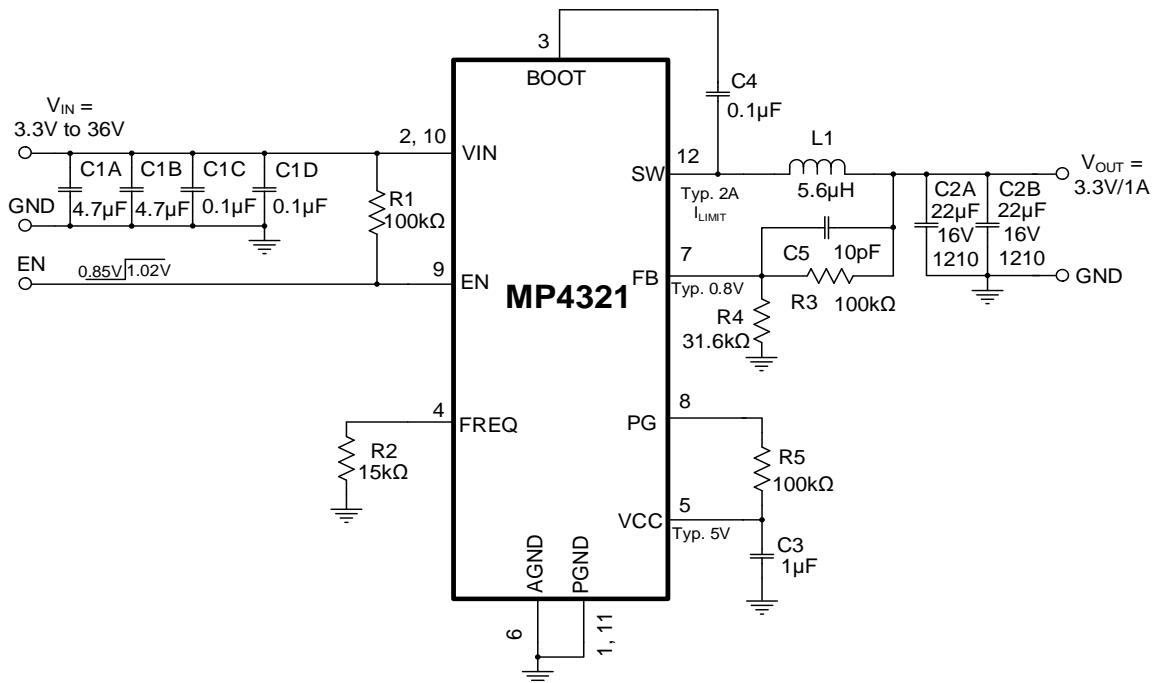 3
BOOT
C4
0.1µF
V_IN =
3.3V to 36V
2, 10
VIN
C1A
C1B
C1C
C1D
4.7µF
4.7µF
0.1µF
0.1µF
GND
R1
100kΩ
EN
0.85V
1.02V
9
EN
MP4321
12
SW
Typ. 2A
I_LIMIT
L1
5.6µH
V_OUT =
3.3V/1A
C2A
22µF
16V
1210
C2B
22µF
16V
1210
GND
7
FB
Typ. 0.8V
C5
10pF
R3
100kΩ
R4
31.6kΩ
4
FREQ
R2
15kΩ
8
PG
R5
100kΩ
5
VCC
Typ. 5V
C3
1µF
AGND
PGND
6
1, 11